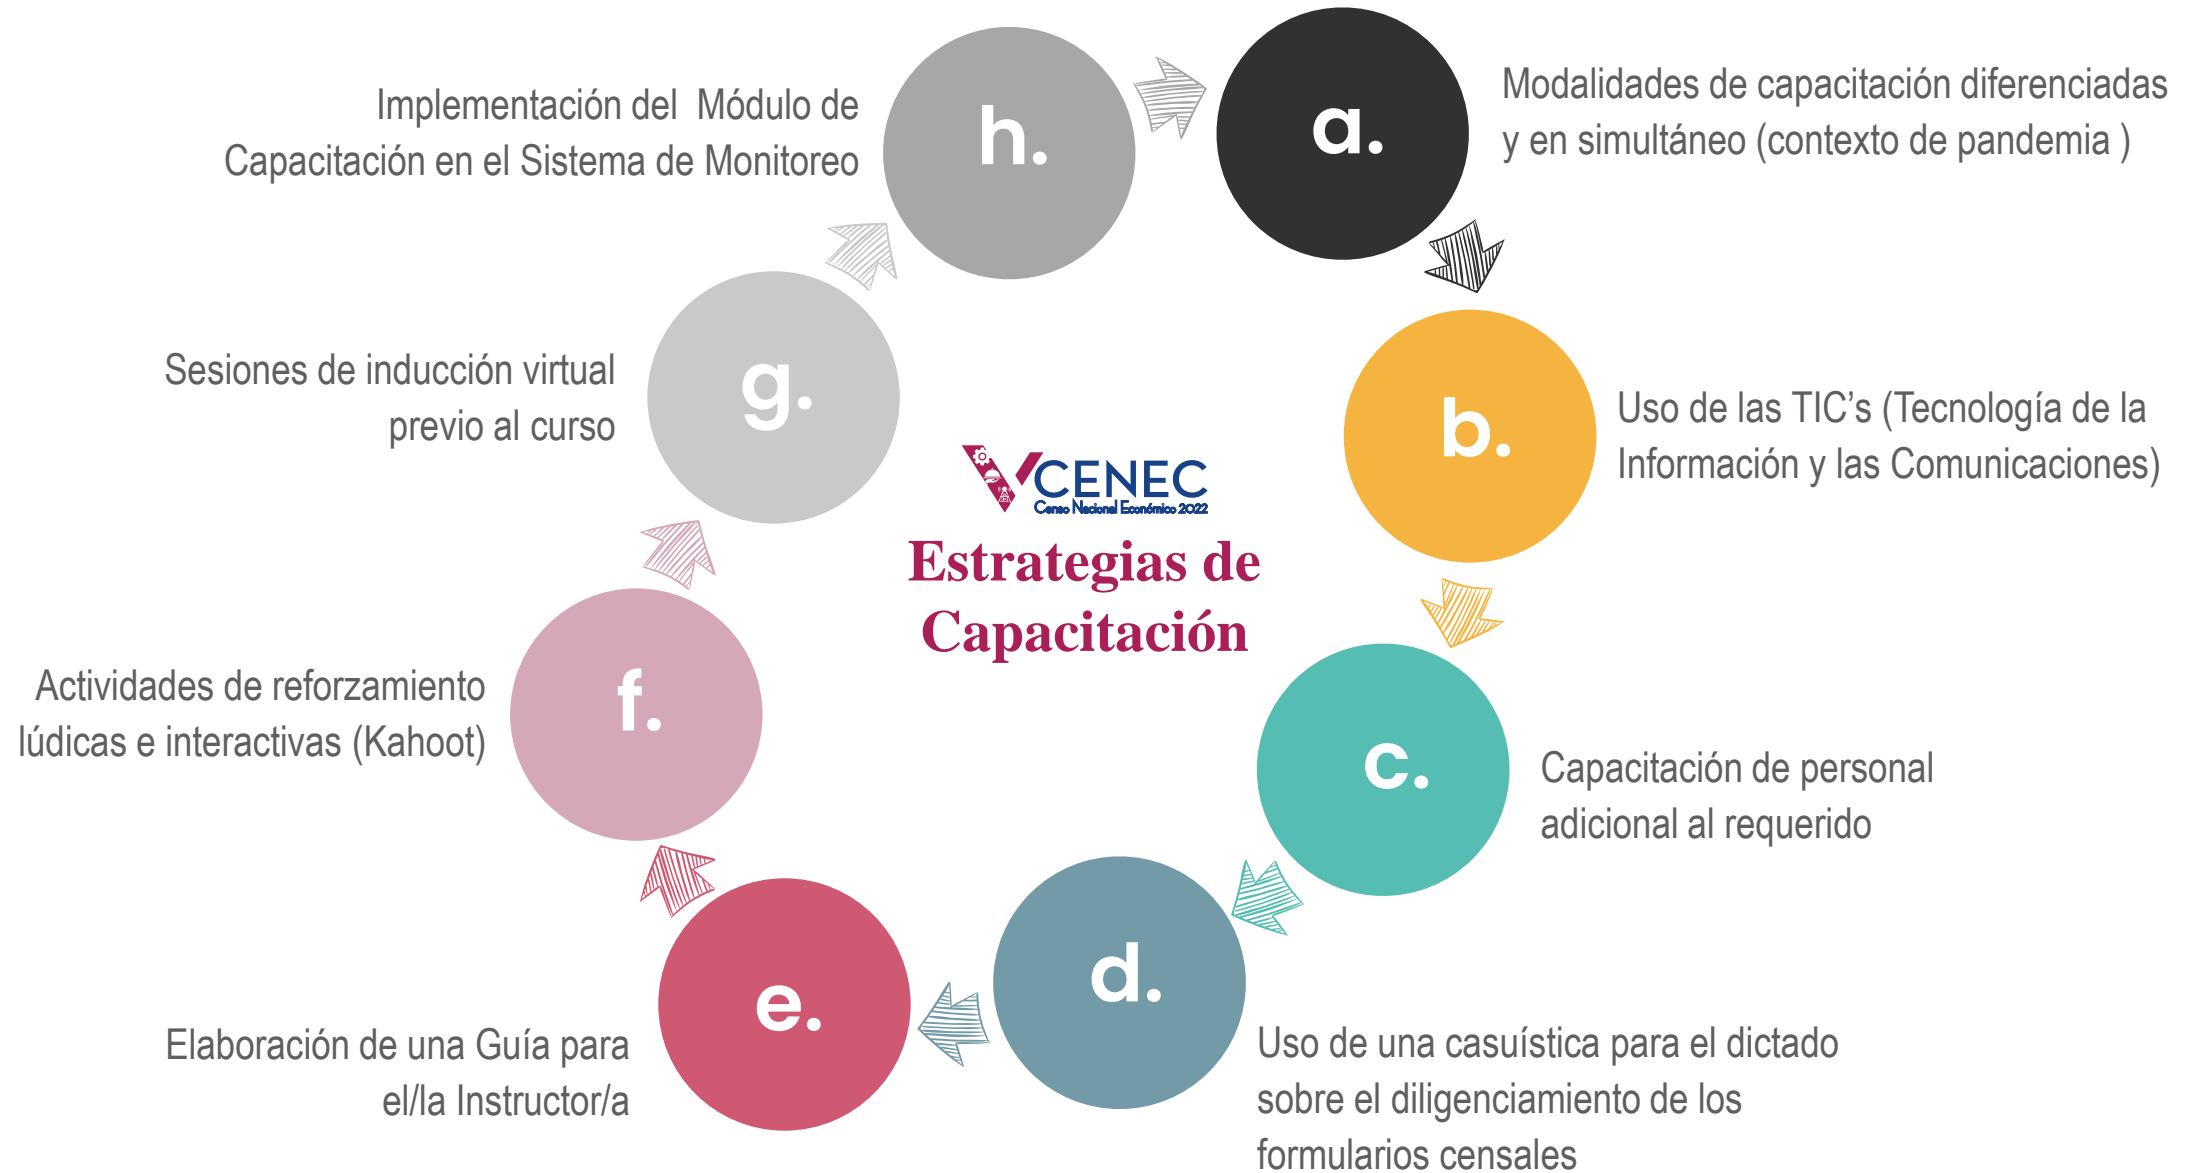 a.
Modalidades de capacitación diferenciadas
y en simultáneo (contexto de pandemia )
b.
Uso de las TIC’s (Tecnología de la
Información y las Comunicaciones)
c.
Capacitación de personal
adicional al requerido
d.
Uso de una casuística para el dictado
sobre el diligenciamiento de los
formularios censales
e.
Elaboración de una Guía para
el/la Instructor/a
f.
Actividades de reforzamiento
lúdicas e interactivas (Kahoot)
g.
Sesiones de inducción virtual
previo al curso
h.
Implementación del  Módulo de
Capacitación en el Sistema de Monitoreo
V CENEC
Censo Nacional Económico 2022
Estrategias de
Capacitación